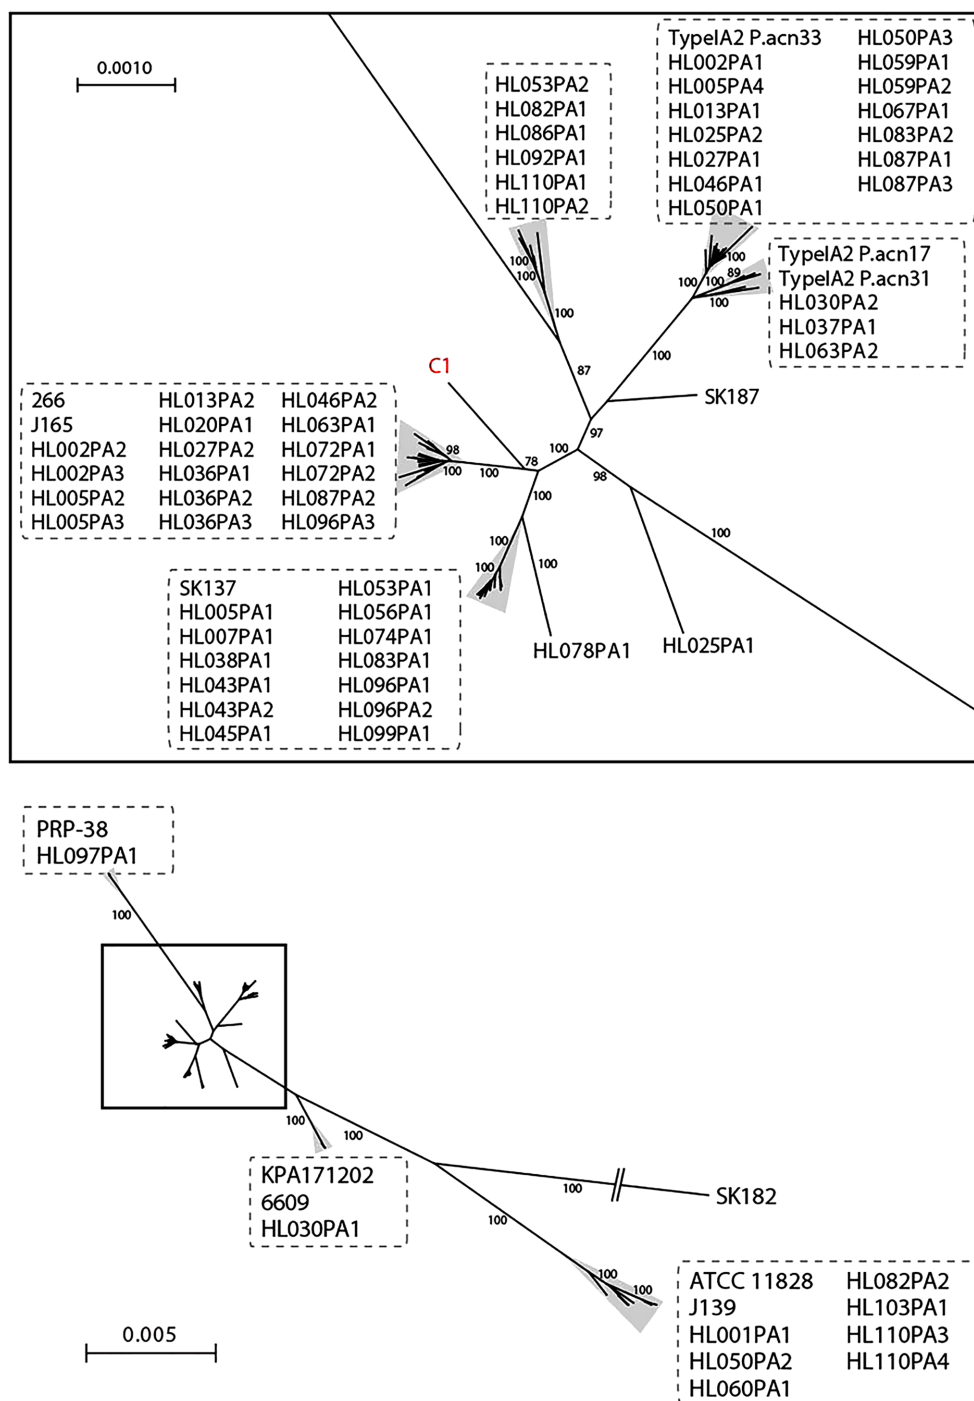 0.0010
HL053PA2
HL082PA1
HL086PA1
HL092PA1
HL110PA1
HL110PA2
TypeIA2 P.acn33 HL050PA3
HL002PA1 HL059PA1
HL005PA4 HL059PA2
HL013PA1 HL067PA1
HL025PA2 HL083PA2
HL027PA1 HL087PA1
HL046PA1 HL087PA3
HL050PA1
TypeIA2 P.acn17
TypeIA2 P.acn31
HL030PA2
HL037PA1
HL063PA2
100
100
100
100
100
100
89
100
100
87
C1
SK187
97
100
98
266 HL013PA2 HL046PA2
J165 HL020PA1 HL063PA1
HL002PA2 HL027PA2 HL072PA1
HL002PA3 HL036PA1 HL072PA2
HL005PA2 HL036PA2 HL087PA2
HL005PA3 HL036PA3 HL096PA3
98
100
100
78
100
100
100
100
100
SK137 HL053PA1
HL005PA1 HL056PA1
HL007PA1 HL074PA1
HL038PA1 HL083PA1
HL043PA1 HL096PA1
HL043PA2 HL096PA2
HL045PA1 HL099PA1
HL078PA1
HL025PA1
PRP-38
HL097PA1
100
100
100
KPA171202
6609
HL030PA1
100
SK182
100
100
100
ATCC 11828 HL082PA2
J139 HL103PA1
HL001PA1 HL110PA3
HL050PA2 HL110PA4
HL060PA1
0.005